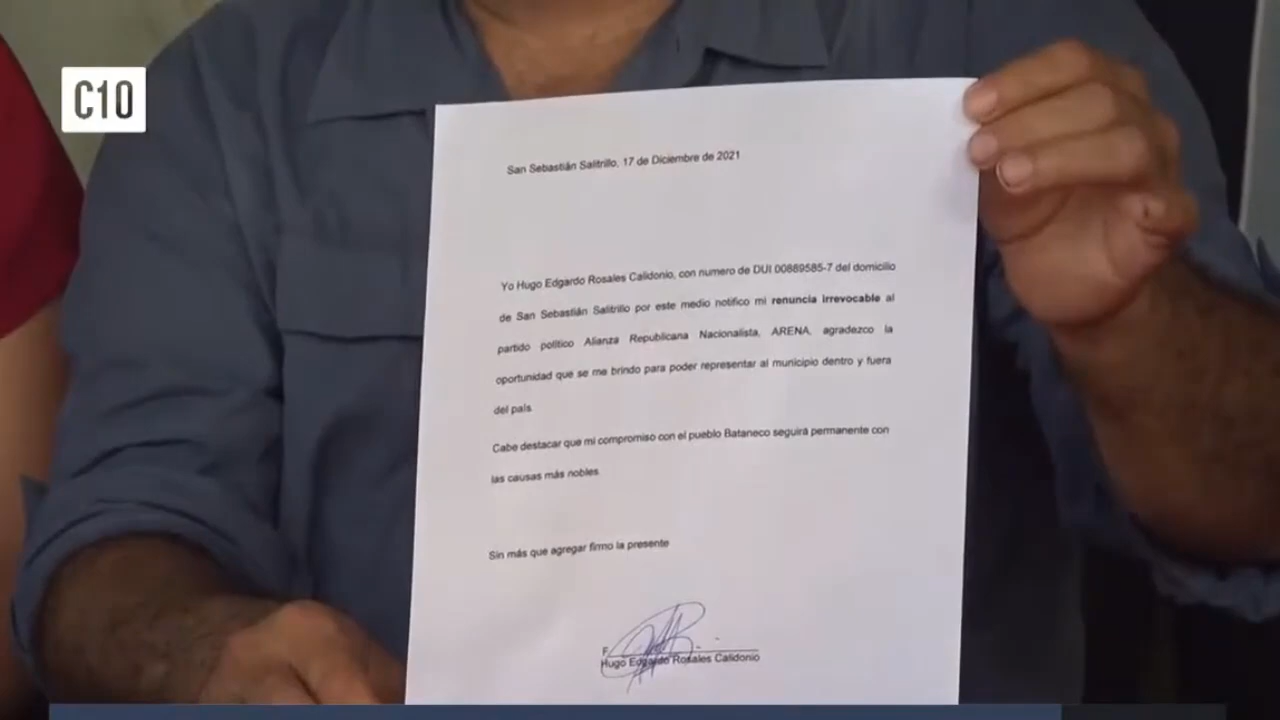 C10
San Sebastián Salitrillo, 17 de Diciembre de 2021
Yo Hugo Edgardo Rosales Calidonio, con numero de DUI 00889585-7 del domicilio
de San Sebastián Salitrillo por este medio notifico mi renuncia irrevocable al
partido político Alianza Republicana Nacionalista, ARENA, agradezco la
oportunidad que se me brindo para poder representar al municipio dentro y fuera
del país.
Cabe destacar que mi compromiso con el pueblo Bataneco seguirá permanente con
las causas más nobles.
Sin más que agregar firmo la presente
F.
Hugo Edgardo Rosales Calidonio